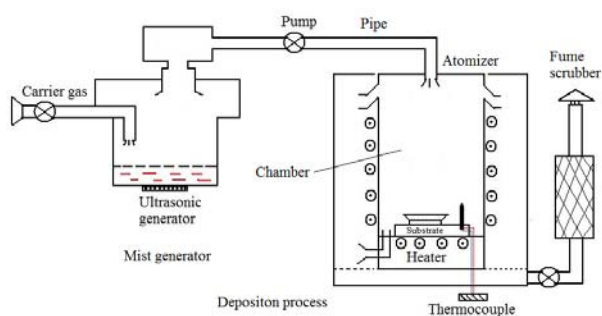 Pump
Pipe
Fume
scrubber
Atomizer
Carrier gas
Chamber
Ultrasonic
generator
Substrate
Heater
Mist generator
Depositon process
Thermocouple